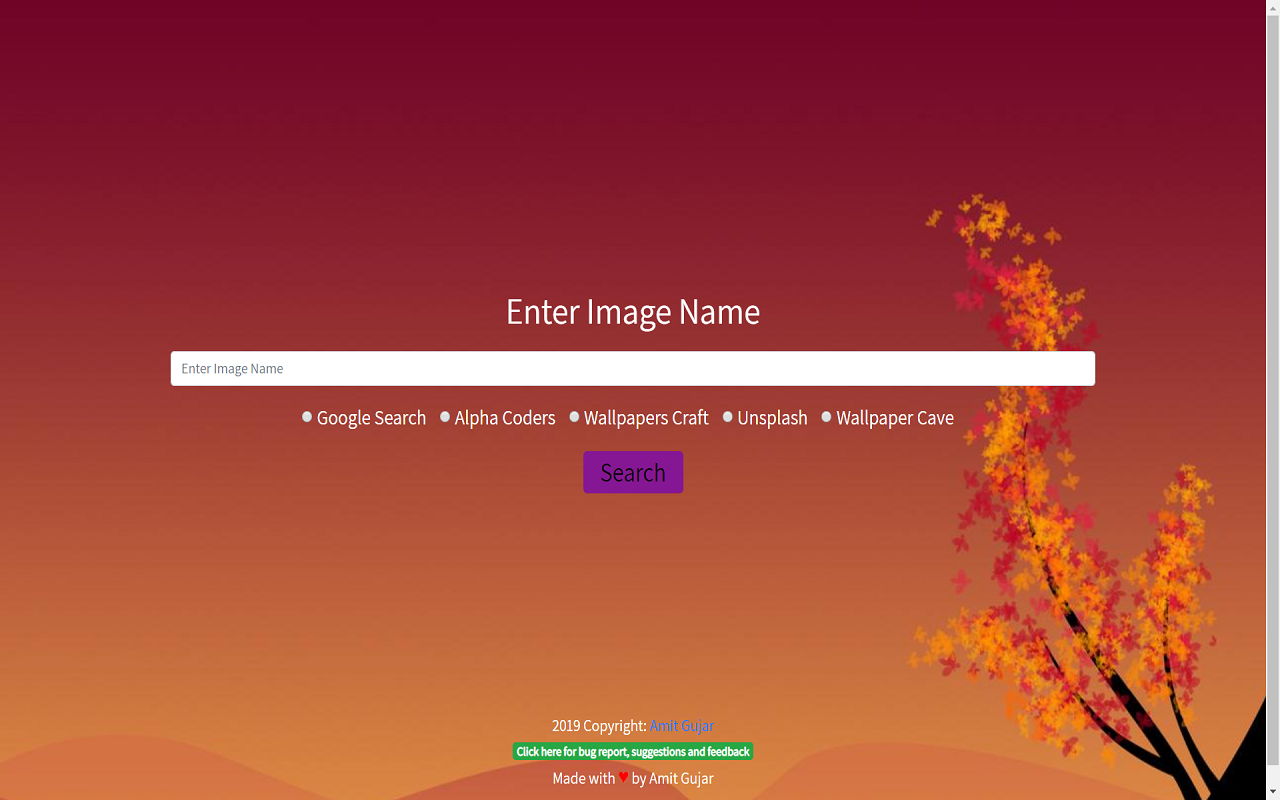 Enter Image Name
Enter Image Name
Google Search Alpha Coders Wallpapers Craft Unsplash Wallpaper Cave
Search
2019 Copyright: Amit Gujar
Click here for bug report, suggestions and feedback
Made with ♥ by Amit Gujar